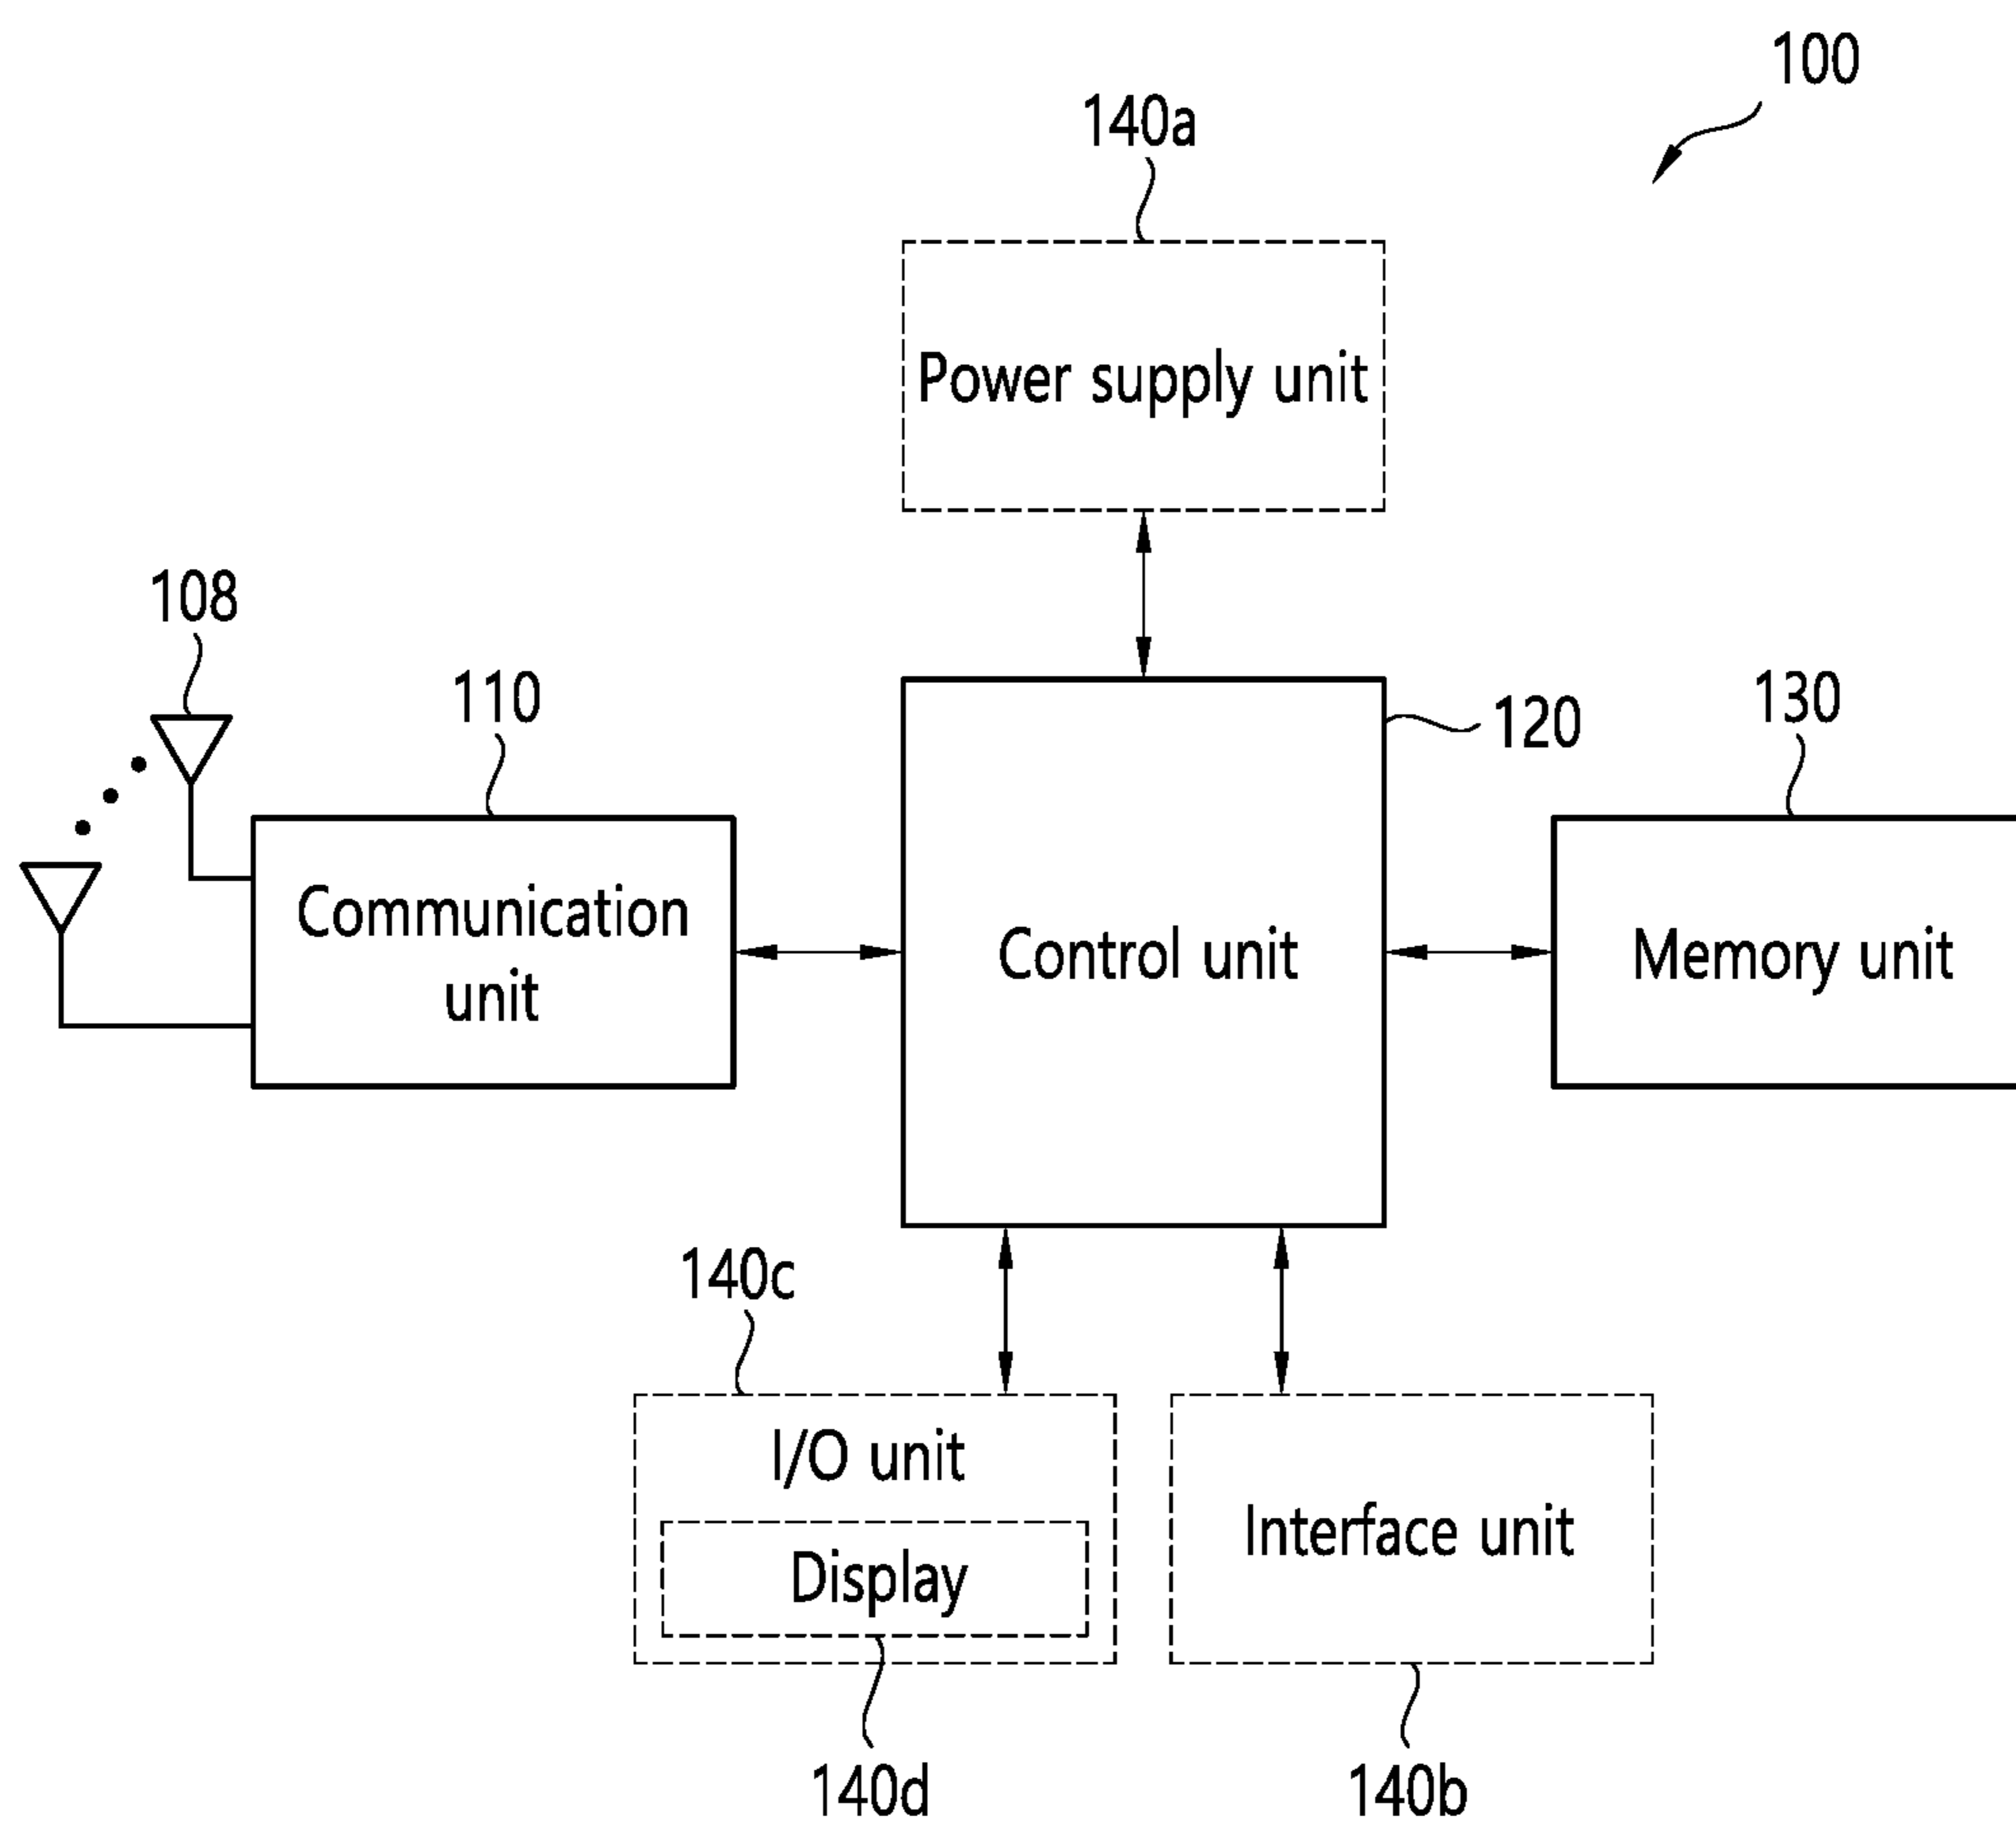 100
140a
Power supply unit
108
110
120
130
Communication
unit
Control unit
Memory unit
140c
I/O unit
Display
Interface unit
140d
140b